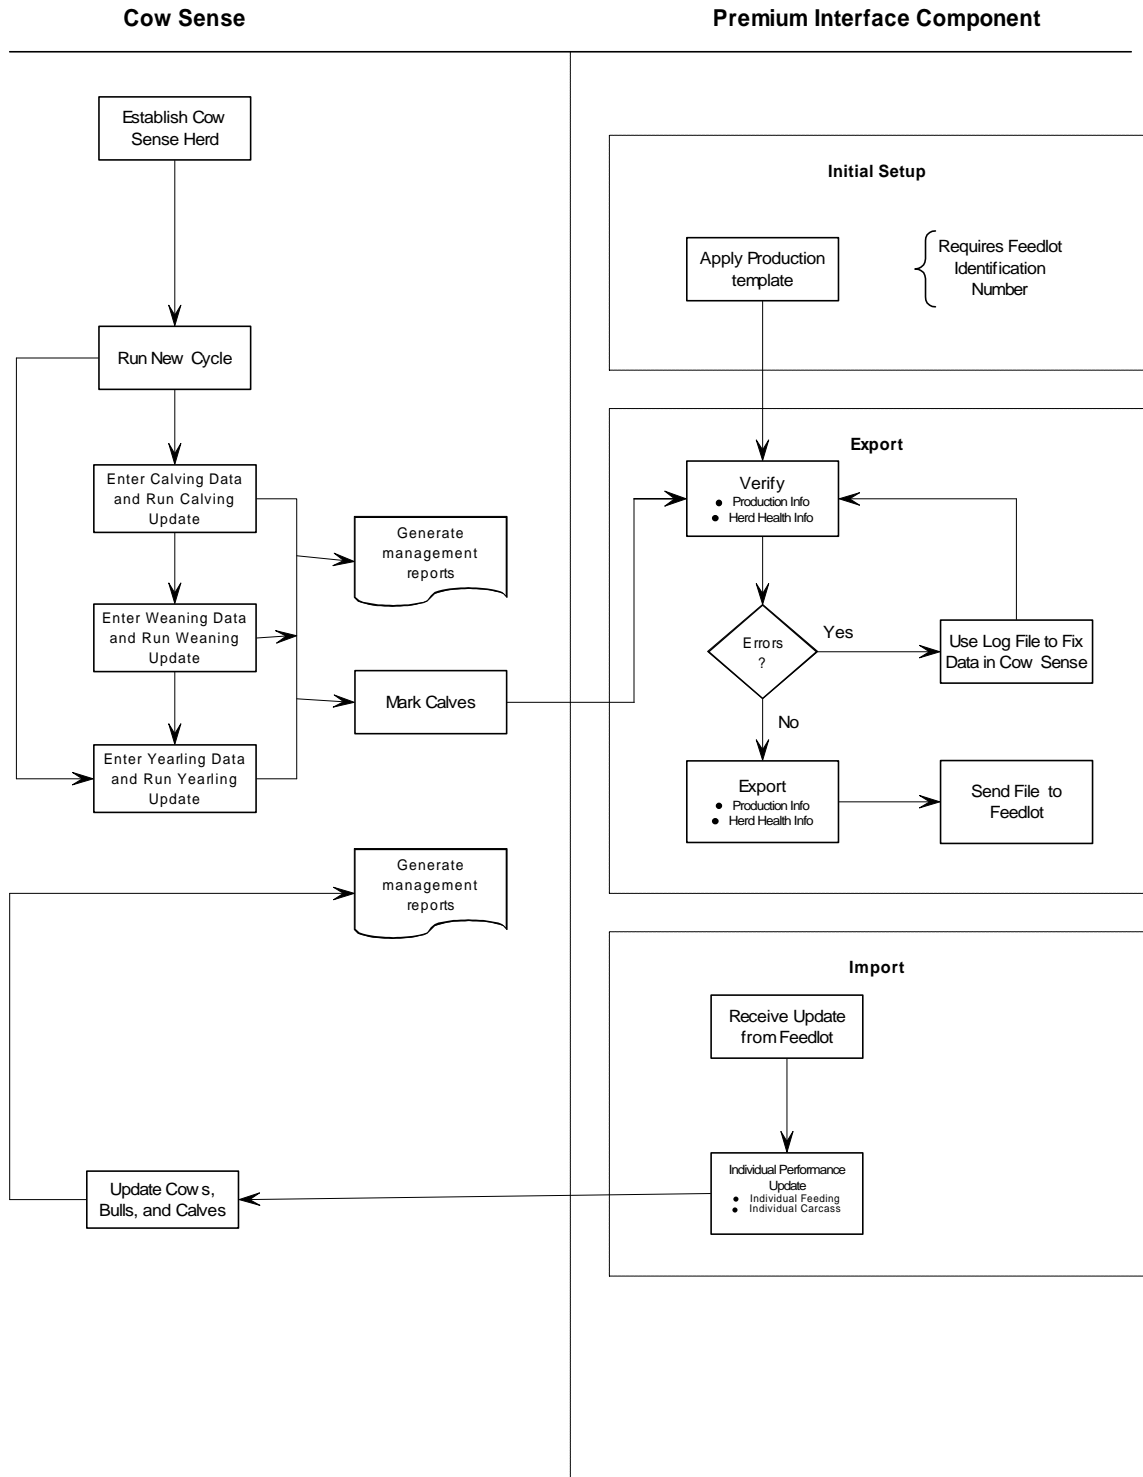 Cow Sense
Premium Interface Component
Establish Cow
Sense Herd
Run New Cycle
Enter Calving Data
and Run Calving
Update
Enter Weaning Data
and Run Weaning
Update
Enter Yearling Data
and Run Yearling
Update
Generate
management
reports
Mark Calves
Generate
management
reports
Update Cows,
Bulls, and Calves
Initial Setup
Apply Production
template
Requires Feedlot
Identification
Number
Export
Verify
● Production Info
● Herd Health Info
Errors
?
Yes
Use Log File to Fix
Data in Cow Sense
No
Export
● Production Info
● Herd Health Info
Send File to
Feedlot
Import
Receive Update
from Feedlot
Individual Performance
Update
● Individual Feeding
● Individual Carcass